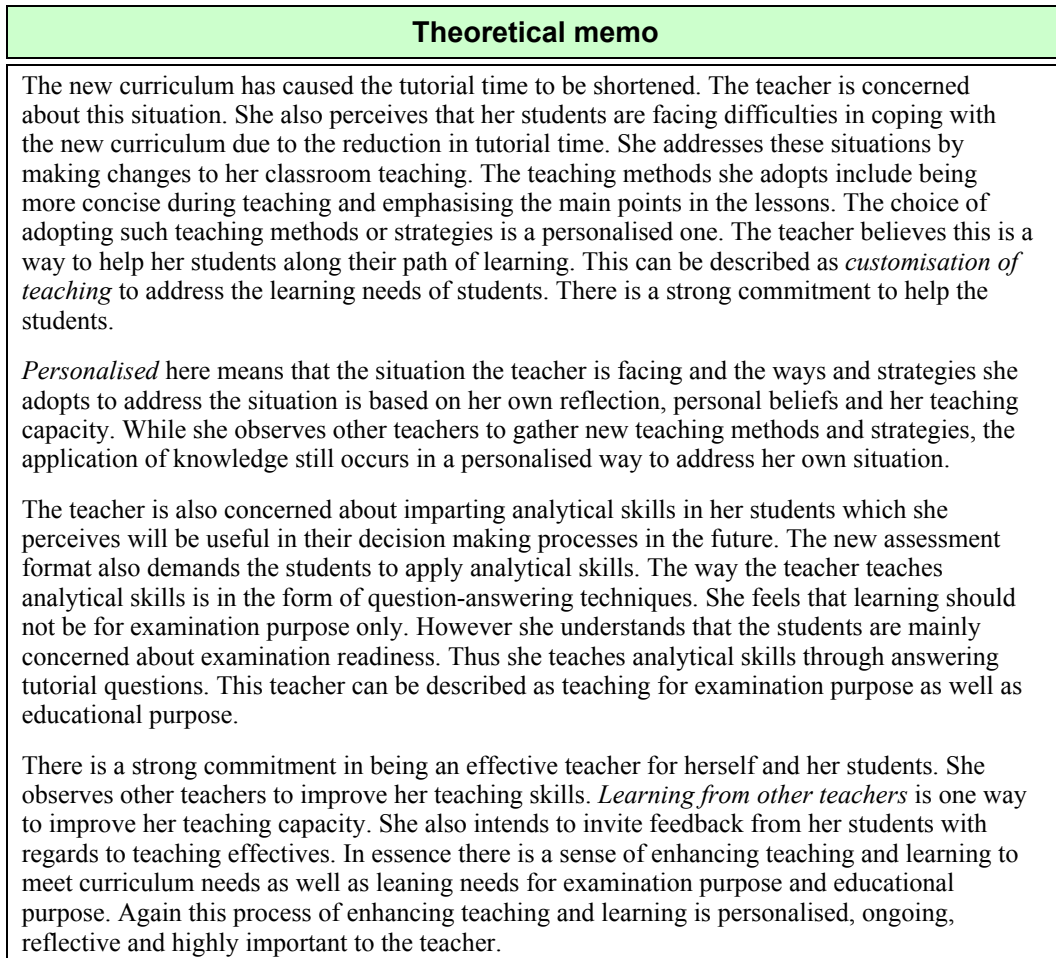 Theoretical memo
The new curriculum has caused the tutorial time to be shortened. The teacher is concerned
about this situation. She also perceives that her students are facing difficulties in coping with
the new curriculum due to the reduction in tutorial time. She addresses these situations by
making changes to her classroom teaching. The teaching methods she adopts include being
more concise during teaching and emphasising the main points in the lessons. The choice of
adopting such teaching methods or strategies is a personalised one. The teacher believes this is a
way to help her students along their path of learning. This can be described as customisation of
teaching to address the learning needs of students. There is a strong commitment to help the
students.
Personalised here means that the situation the teacher is facing and the ways and strategies she
adopts to address the situation is based on her own reflection, personal beliefs and her teaching
capacity. While she observes other teachers to gather new teaching methods and strategies, the
application of knowledge still occurs in a personalised way to address her own situation.
The teacher is also concerned about imparting analytical skills in her students which she
perceives will be useful in their decision making processes in the future. The new assessment
format also demands the students to apply analytical skills. The way the teacher teaches
analytical skills is in the form of question-answering techniques. She feels that learning should
not be for examination purpose only. However she understands that the students are mainly
concerned about examination readiness. Thus she teaches analytical skills through answering
tutorial questions. This teacher can be described as teaching for examination purpose as well as
educational purpose.
There is a strong commitment in being an effective teacher for herself and her students. She
observes other teachers to improve her teaching skills. Learning from other teachers is one way
to improve her teaching capacity. She also intends to invite feedback from her students with
regards to teaching effectives. In essence there is a sense of enhancing teaching and learning to
meet curriculum needs as well as leaning needs for examination purpose and educational
purpose. Again this process of enhancing teaching and learning is personalised, ongoing,
reflective and highly important to the teacher.